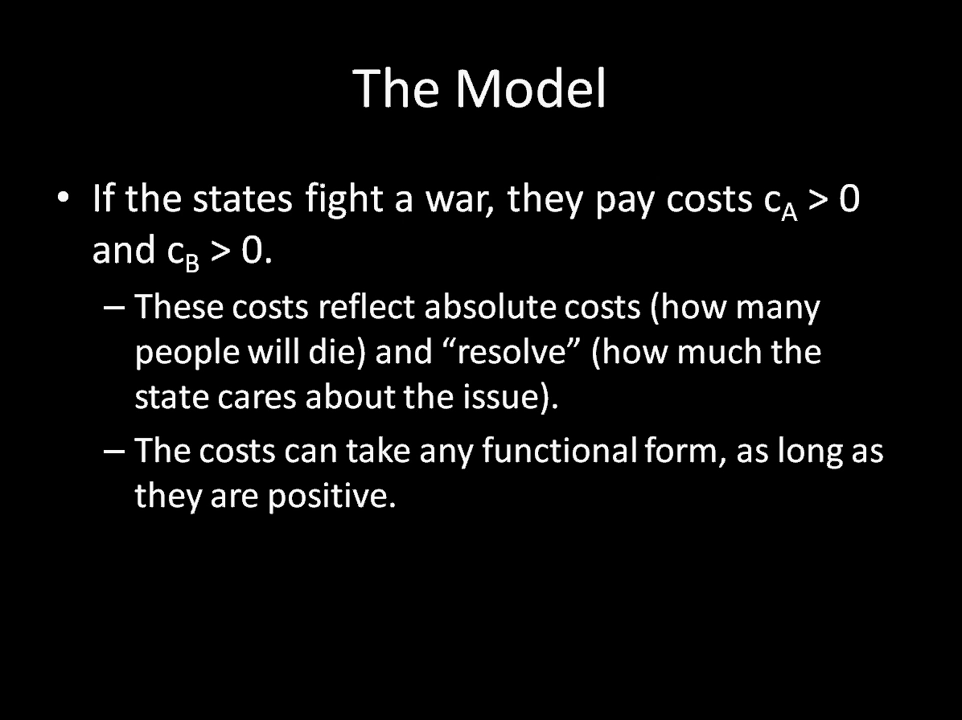 The Model
• If the states fight a war, they pay costs c_A > 0
and c_B > 0.
– These costs reflect absolute costs (how many
people will die) and “resolve” (how much the
state cares about the issue).
– The costs can take any functional form, as long as
they are positive.